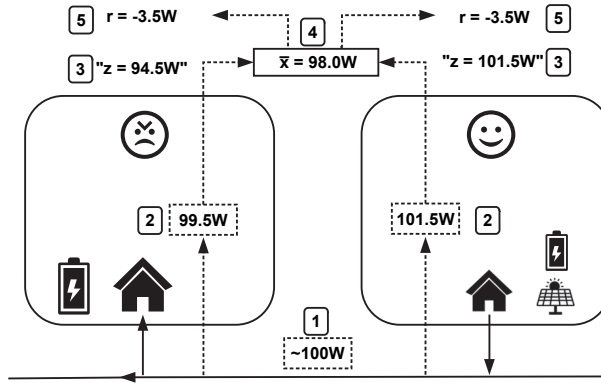 5 r = -3.5W 4 r = -3.5W 5
3 "z = 94.5W" x̅ = 98.0W "z = 101.5W" 3
2 99.5W 101.5W 2
1
~100W